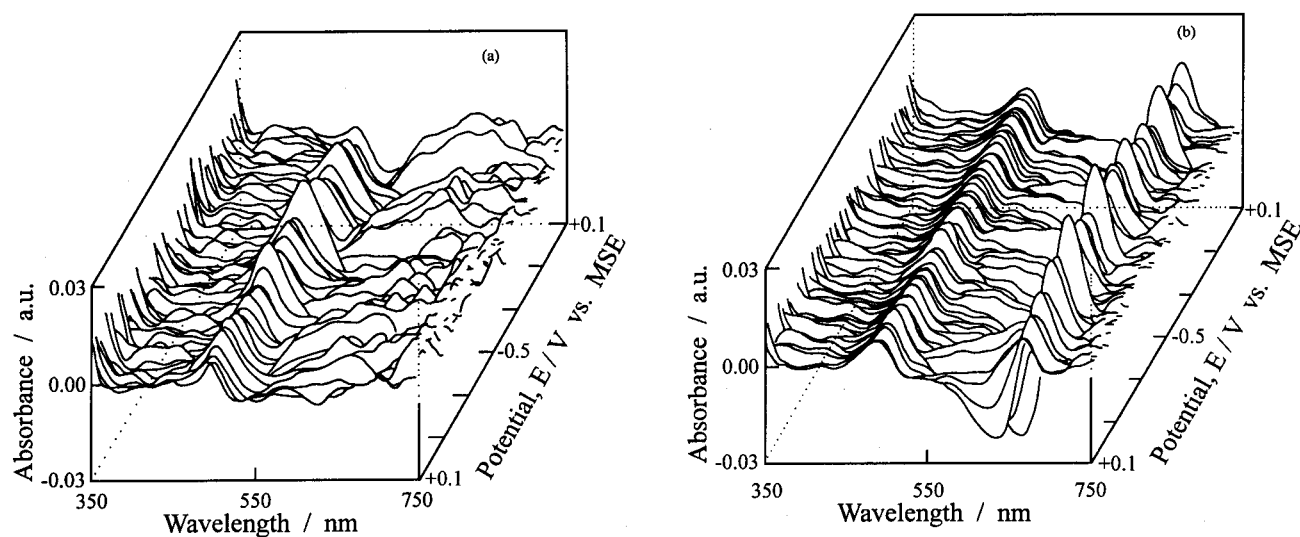 (a)
Absorbance / a.u.
0.03
0.00
-0.03
350
550
750
Wavelength / nm
+0.1
-0.5
+0.1
Potential, E / V vs. MSE
(b)
Absorbance / a.u.
0.03
0.00
-0.03
350
550
750
Wavelength / nm
+0.1
-0.5
+0.1
Potential, E / V vs. MSE